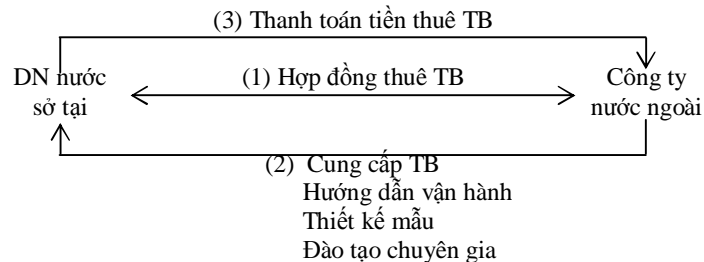 (3) Thanh toán tiền thuê TB
DN nước
sở tại
(1) Hợp đồng thuê TB
Công ty
nước ngoài
(2) Cung cấp TB
Hướng dẫn vận hành
Thiết kế mẫu
Đào tạo chuyên gia